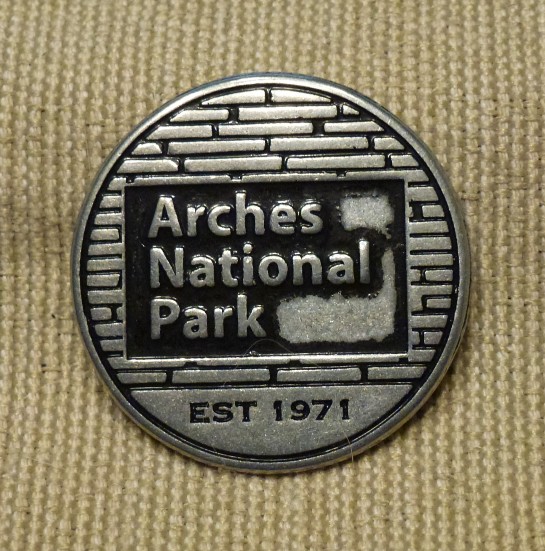 Arches
National
Park
EST 1971